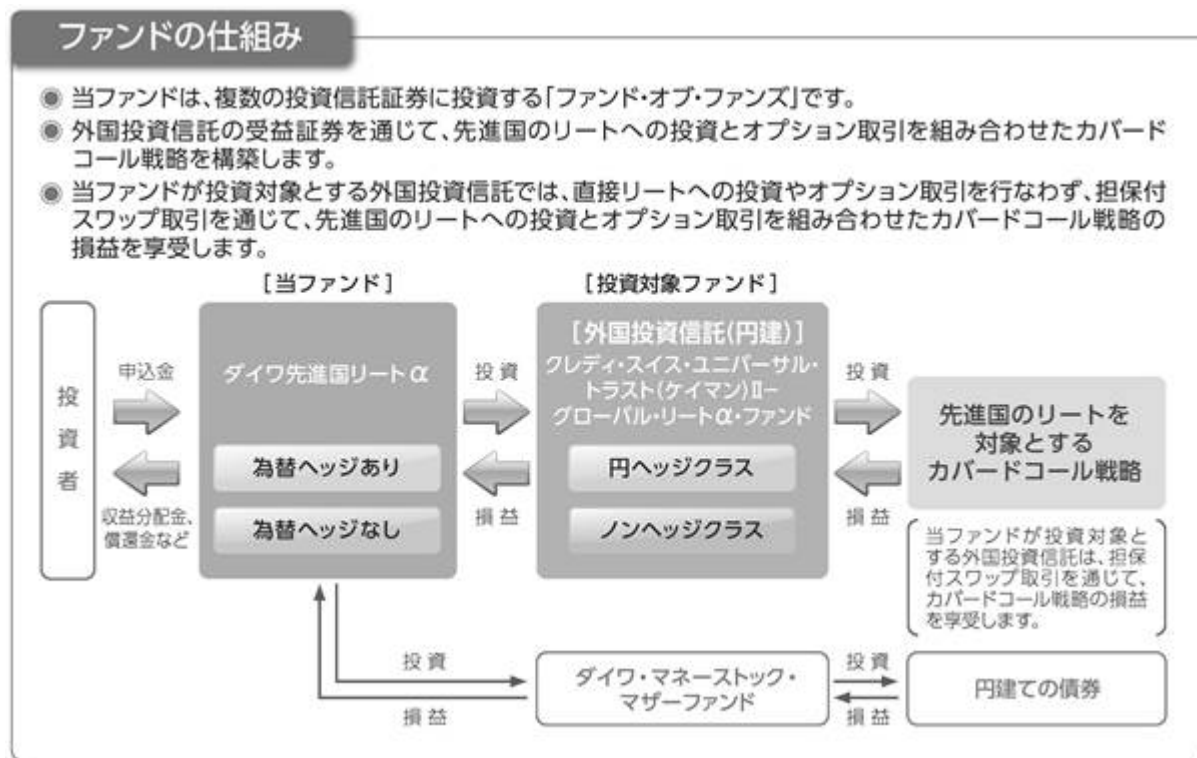 ファンドの仕組み
● 当ファンドは、複数の投資信託証券に投資する「ファンド・オブ・ファンズ」です。
● 外国投資信託の受益証券を通じて、先進国のリートへの投資とオプション取引を組み合わせたカバード
コール戦略を構築します。
● 当ファンドが投資対象とする外国投資信託では、直接リートへの投資やオプション取引を行なわず、担保付
スワップ取引を通じて、先進国のリートへの投資とオプション取引を組み合わせたカバードコール戦略の
損益を享受します。
[当ファンド]
[投資対象ファンド]
投資者
申込金
収益分配金、
償還金など
ダイワ先進国リートα
為替ヘッジあり
為替ヘッジなし
投資
損益
[外国投資信託(円建)]
クレディ・スイス・ユニバーサル・
トラスト(ケイマン)Ⅱ−
グローバル・リートα・ファンド
円ヘッジクラス
ノンヘッジクラス
投資
損益
先進国のリートを
対象とする
カバードコール戦略
当ファンドが投資対象と
する外国投資信託は、担保
付スワップ取引を通じて、
カバードコール戦略の損益
を享受します。
投資
損益
ダイワ・マネーストック・
マザーファンド
投資
損益
円建ての債券